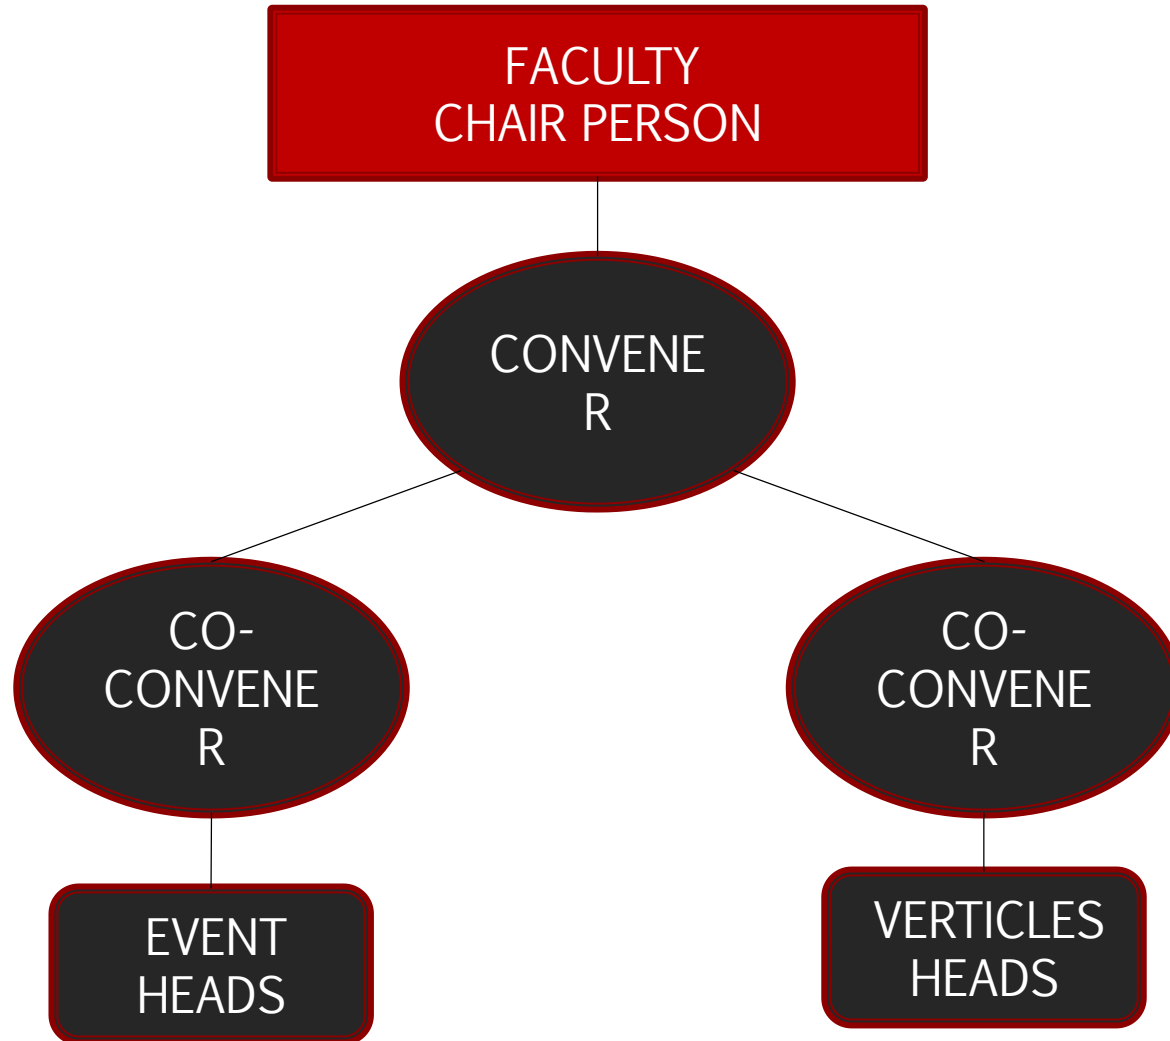 FACULTY
CHAIR PERSON
CONVENE
R
CO-
CONVENE
R
CO-
CONVENE
R
EVENT
HEADS
VERTICLES
HEADS